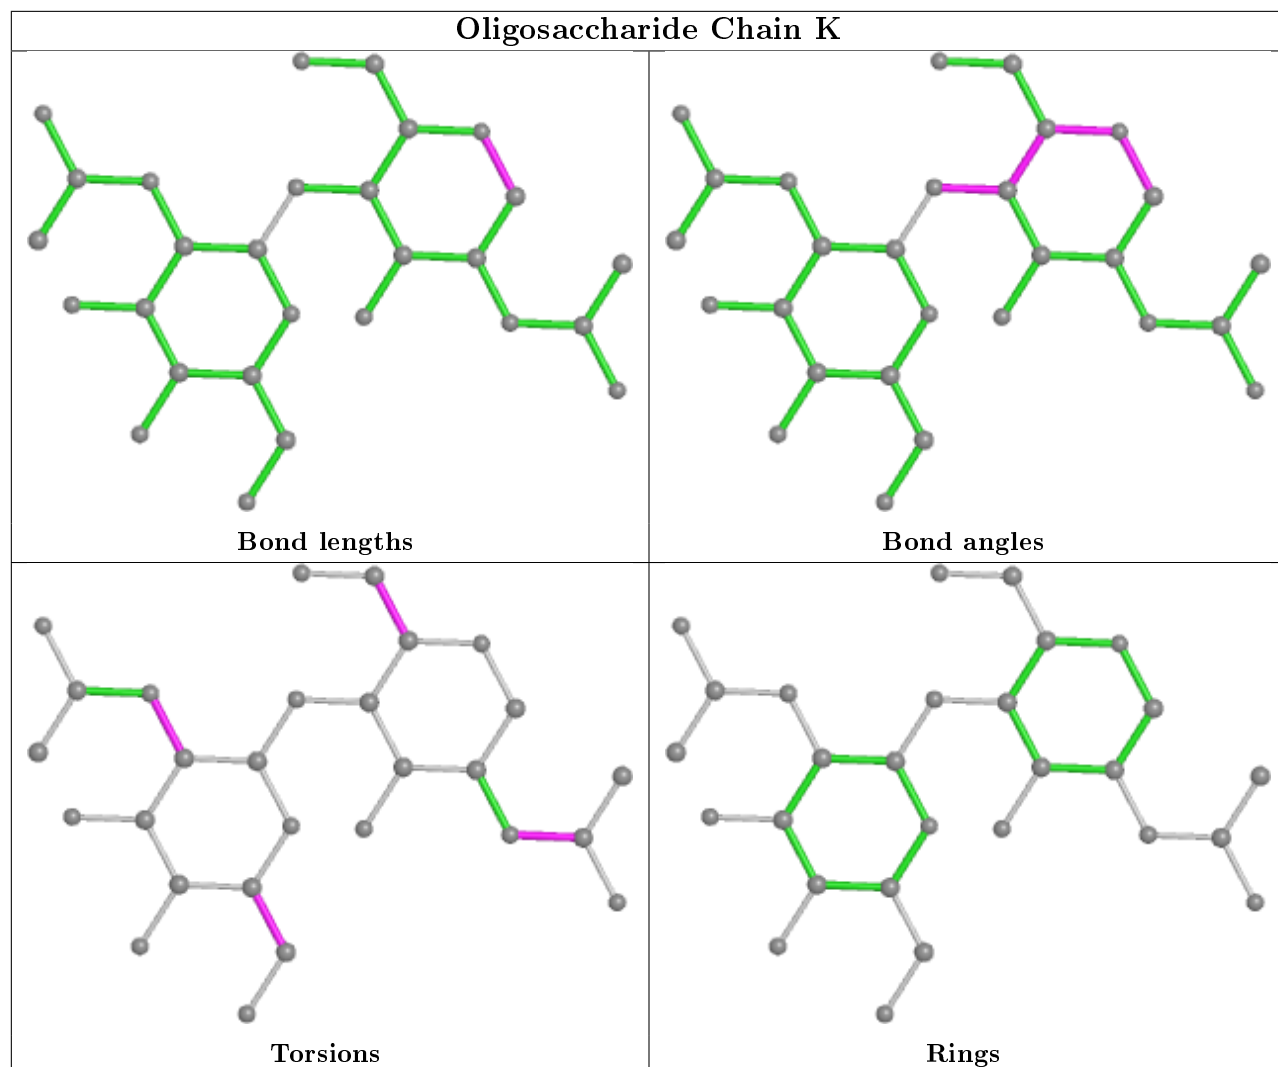 Oligosaccharide Chain K
Bond lengths
Bond angles
Torsions
Rings